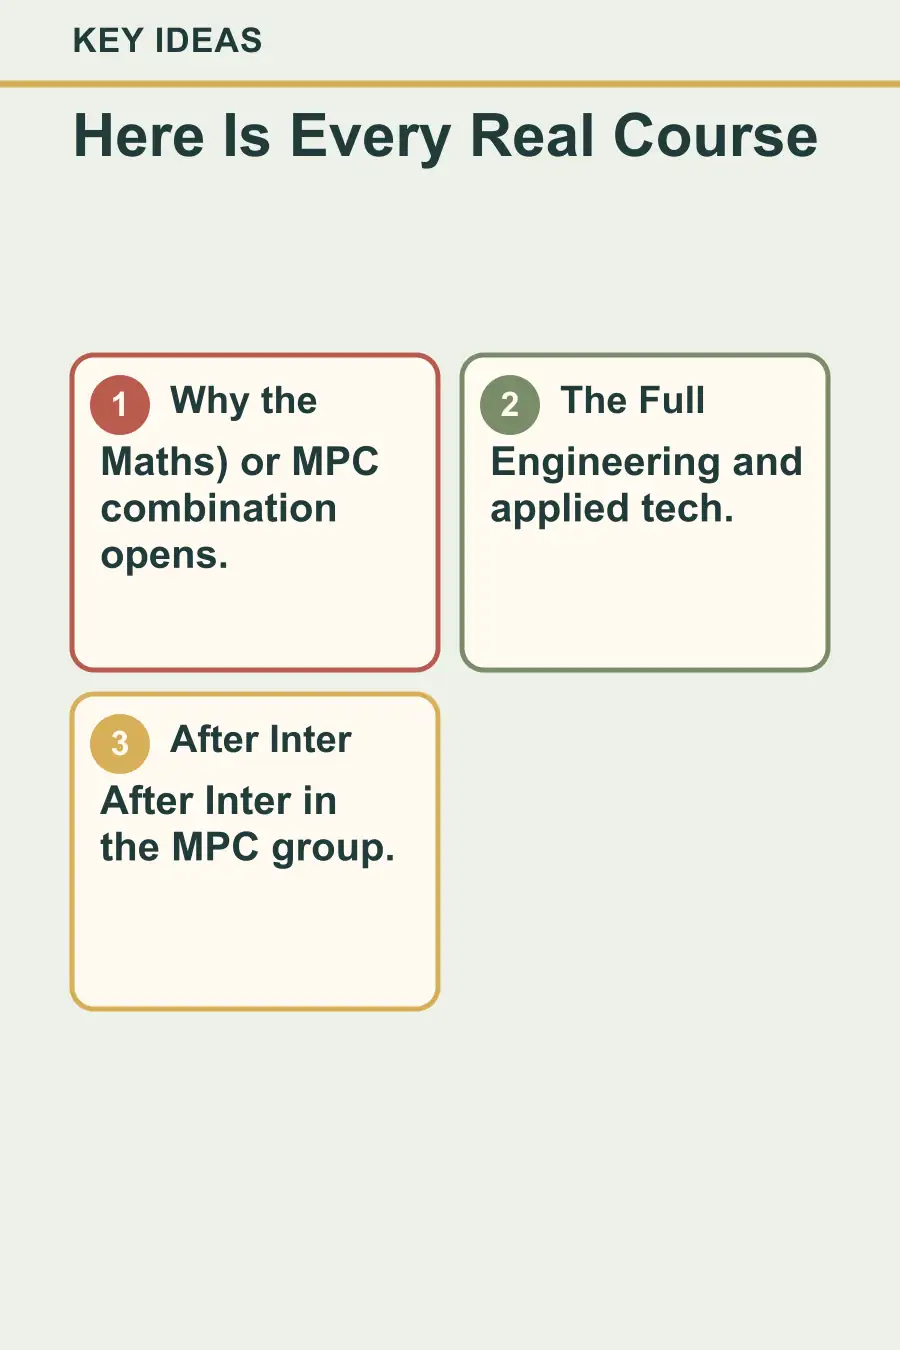 KEY IDEAS
Here Is Every Real Course
1 Why the
Maths) or MPC
combination
opens.
2 The Full
Engineering and
applied tech.
3 After Inter
After Inter in
the MPC group.